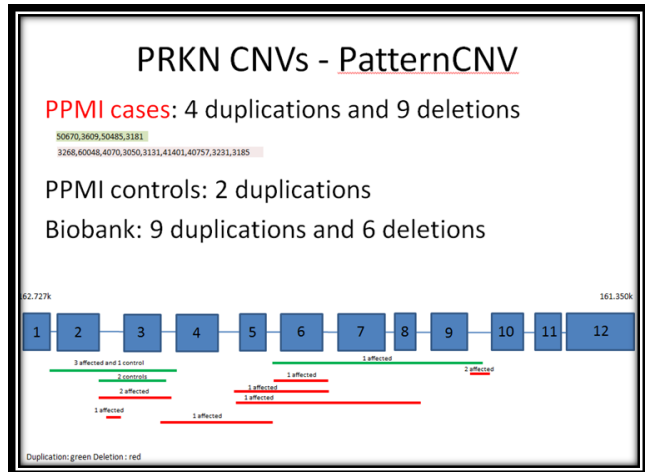 PRKN CNVs - PatternCNV
PPMI cases: 4 duplications and 9 deletions
50670,3609,50485,3181
3268,60048,4070,3050,3131,41401,40757,3231,3185
PPMI controls: 2 duplications
Biobank: 9 duplications and 6 deletions
62.727k 161.350k
1 2 3 4 5 6 7 8 9 10 11 12
3 affected and 1 control
1 affected
2 controls
1 affected
2 affected
2 affected
1 affected
1 affected
1 affected
1 affected
Duplication: green Deletion : red